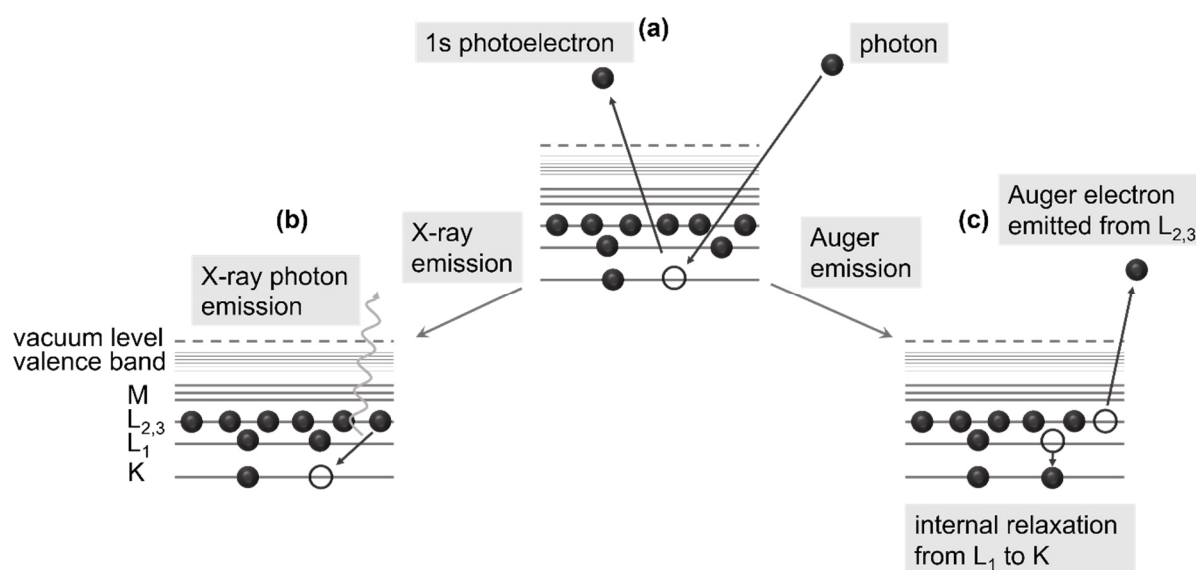 (a)
1s photoelectron
photon
(b)
X-ray
emission
Auger
emission
(c)
Auger electron
emitted from L2,3
X-ray photon
emission
vacuum level
valence band
M
L2,3
L1
K
internal relaxation
from L1 to K